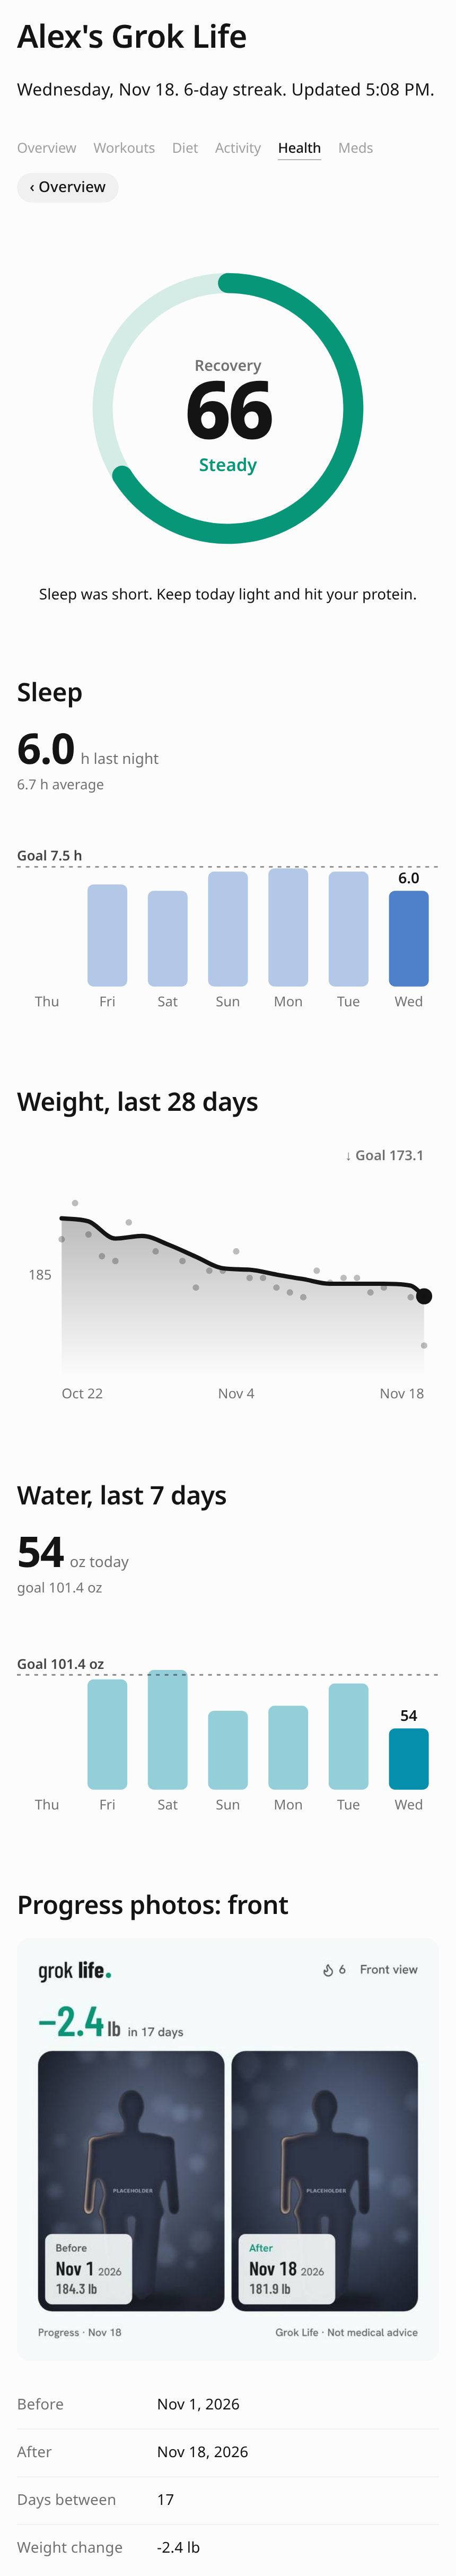 Alex's Grok Life
Wednesday, Nov 18. 6-day streak. Updated 5:08 PM.
Overview Workouts Diet Activity Health Meds
‹ Overview
Recovery
66
Steady
Sleep was short. Keep today light and hit your protein.
Sleep
6.0 h last night
6.7 h average
Goal 7.5 h
6.0
Thu Fri Sat Sun Mon Tue Wed
Weight, last 28 days
↓ Goal 173.1
185
Oct 22 Nov 4 Nov 18
Water, last 7 days
54 oz today
goal 101.4 oz
Goal 101.4 oz
54
Thu Fri Sat Sun Mon Tue Wed
Progress photos: front
grok life. 6 Front view
−2.4 lb in 17 days
PLACEHOLDER PLACEHOLDER
Before After
Nov 1 2026 Nov 18 2026
184.3 lb 181.9 lb
Progress · Nov 18 Grok Life · Not medical advice
Before Nov 1, 2026
After Nov 18, 2026
Days between 17
Weight change -2.4 lb